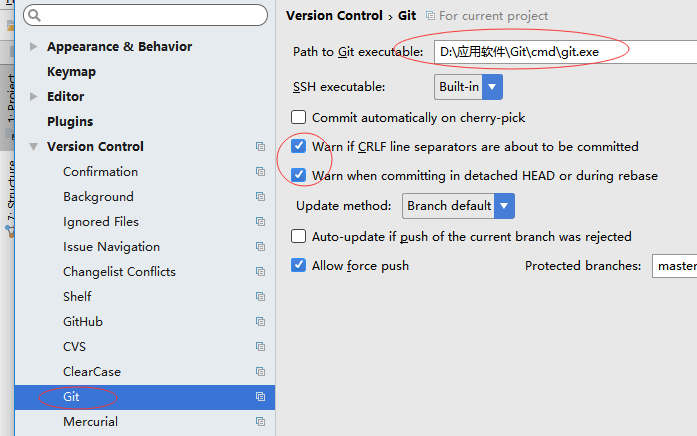 Version Control › Git
For current project
Appearance & Behavior
Keymap
Editor
Plugins
Version Control
Confirmation
Background
Ignored Files
Issue Navigation
Changelist Conflicts
Shelf
GitHub
CVS
ClearCase
Git
Mercurial
Path to Git executable: D:\应用软件\Git\cmd\git.exe
SSH executable: Built-in
Commit automatically on cherry-pick
Warn if CRLF line separators are about to be committed
Warn when committing in detached HEAD or during rebase
Update method: Branch default
Auto-update if push of the current branch was rejected
Allow force push
Protected branches: master
1: Project
7: Structure